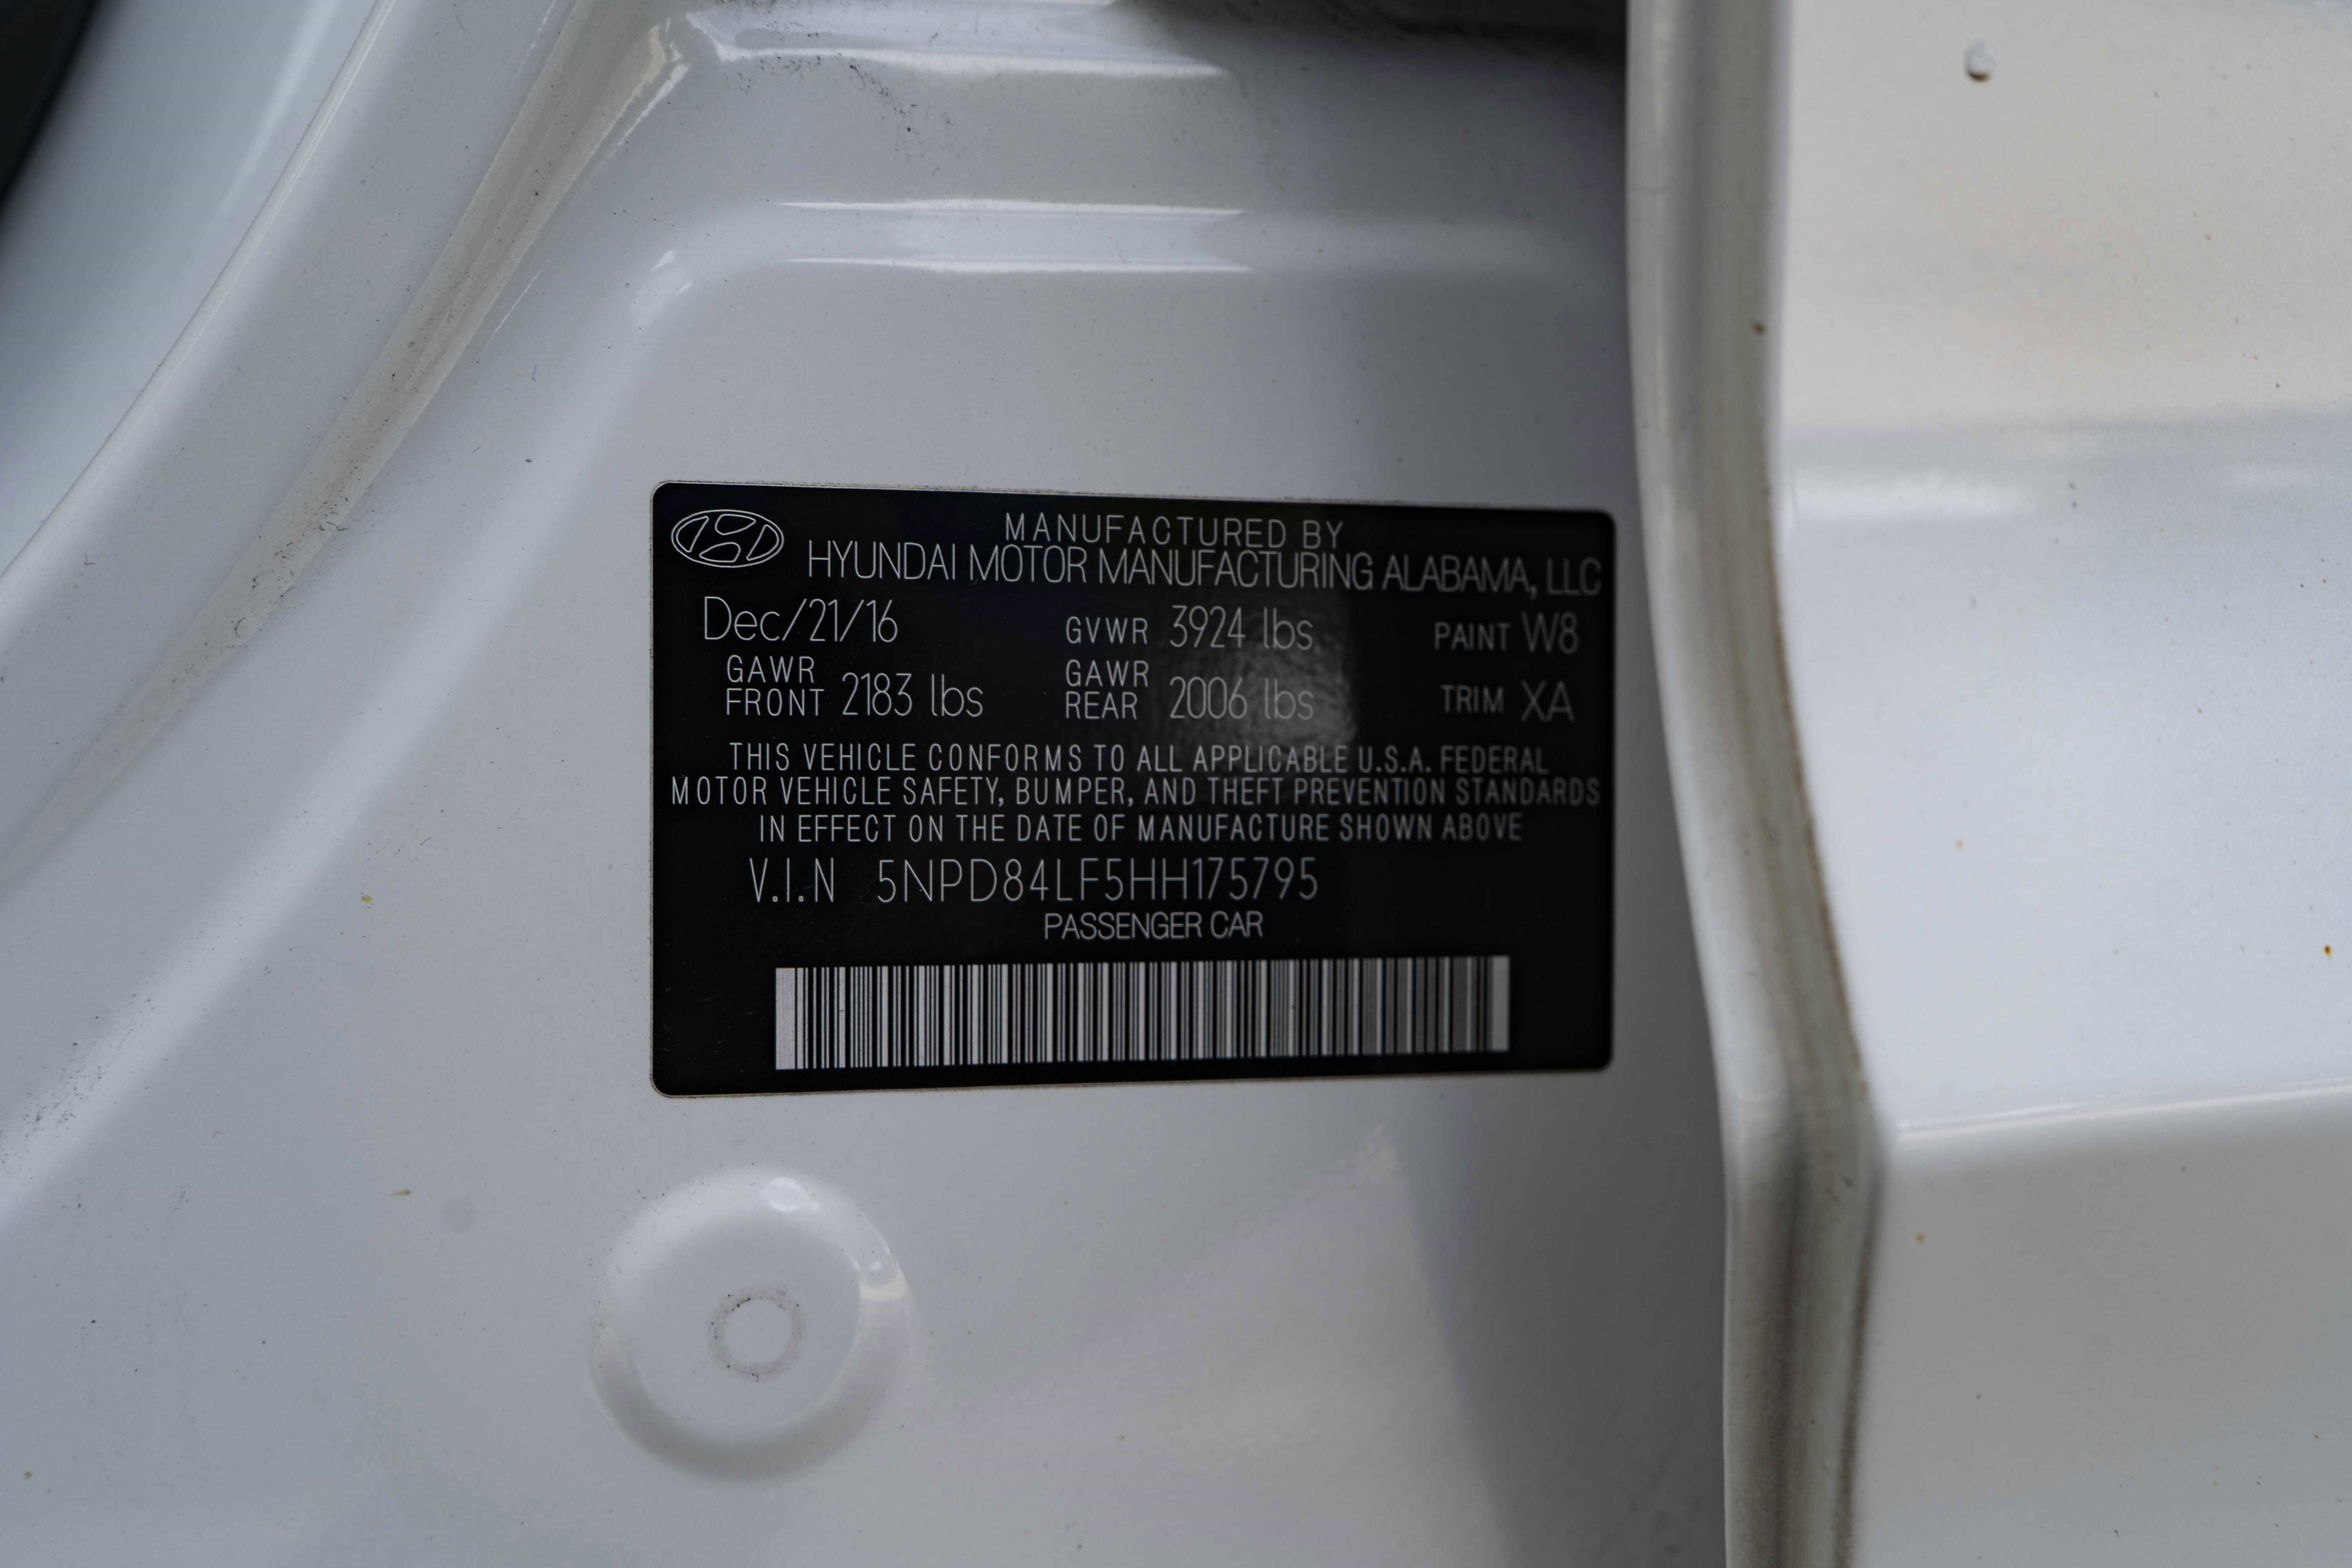 MANUFACTURED BY
HYUNDAI MOTOR MANUFACTURING ALABAMA, LLC
Dec/21/16 GVWR 3924 lbs PAINT W8
GAWR FRONT 2183 lbs GAWR REAR 2006 lbs TRIM XA
THIS VEHICLE CONFORMS TO ALL APPLICABLE U.S.A. FEDERAL
MOTOR VEHICLE SAFETY, BUMPER, AND THEFT PREVENTION STANDARDS
IN EFFECT ON THE DATE OF MANUFACTURE SHOWN ABOVE
V.I.N 5NPD84LF5HH175795
PASSENGER CAR